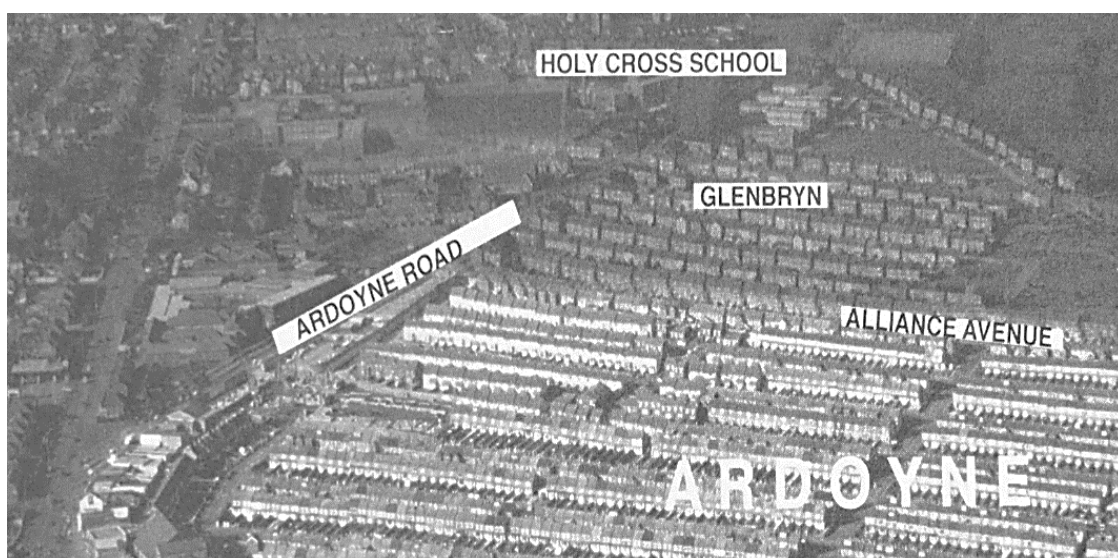 HOLY CROSS SCHOOL
GLENBRYN
ARDOYNE ROAD
ALLIANCE AVENUE
ARDOYNE